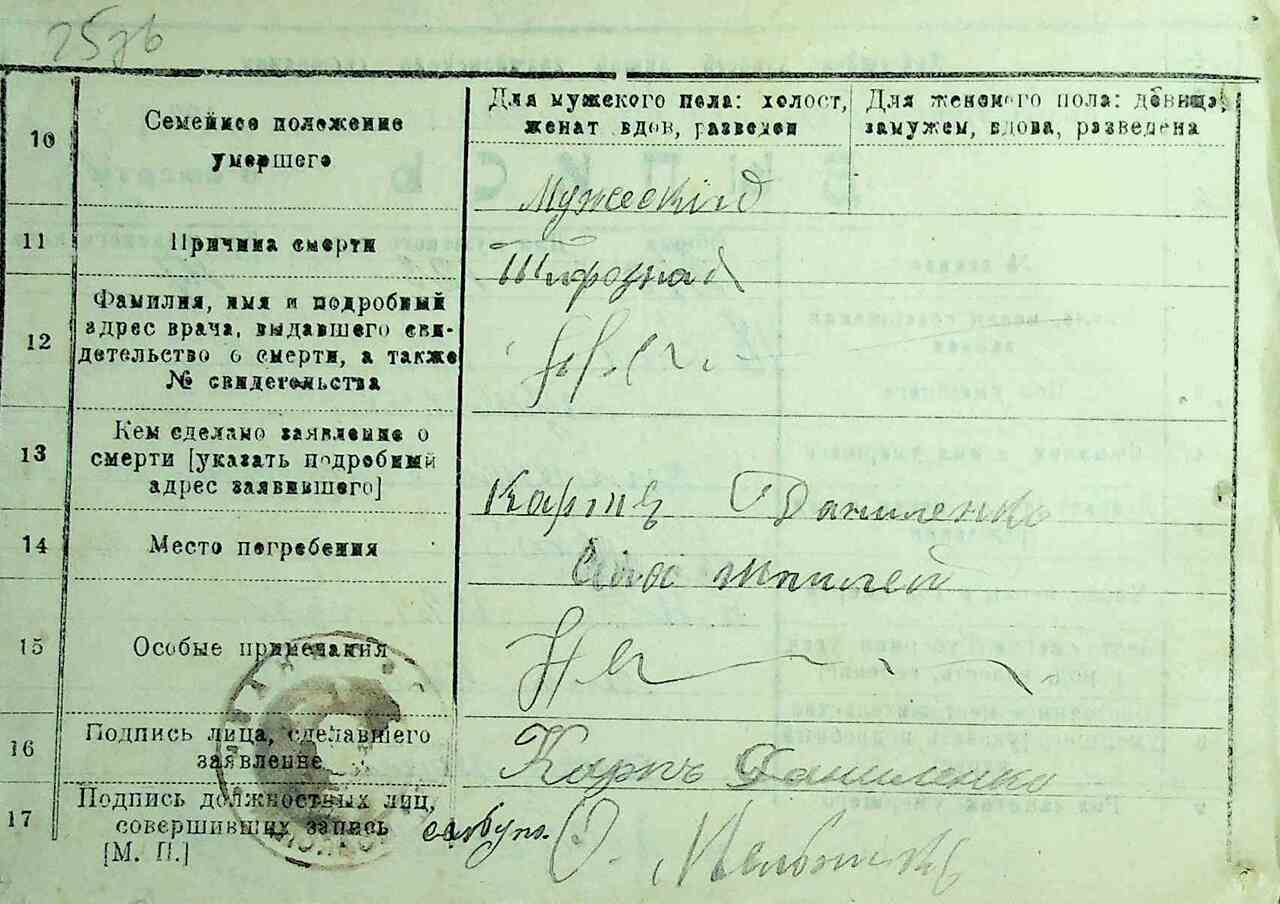 25зв
10
Семейное положение
умершего
Для мужского пола: холост,
женат вдов, разведен
Для женского пола: девица,
замужем, вдова, разведена
Мужескій
11
Причина смерти
Тифозная
12
Фамилия, имя и подробный
адрес врача, выдавшего сви-
детельство о смерти, а также
№ свидетельства
13
Кем сделано заявление о
смерти [указать подробный
адрес заявившего]
Карпъ Даниленко
14
Место погребения
15
Особые примечания
16
Подпись лица, сделавшего
заявление
Карпъ Даниленко
17
Подпись должностных лиц,
совершивших запись
[М. П.]